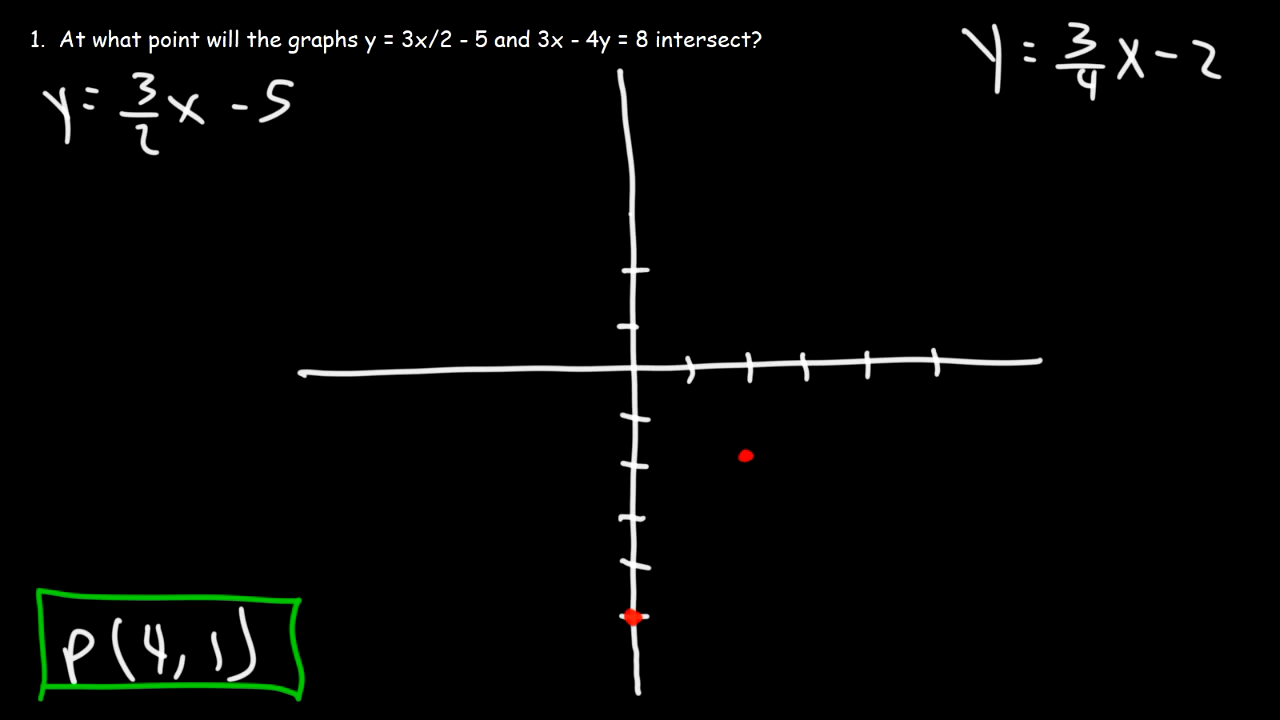 1. At what point will the graphs y = 3x/2 - 5 and 3x - 4y = 8 intersect?
y = 3/2 x - 5
y = 3/4 x - 2
P(4, 1)